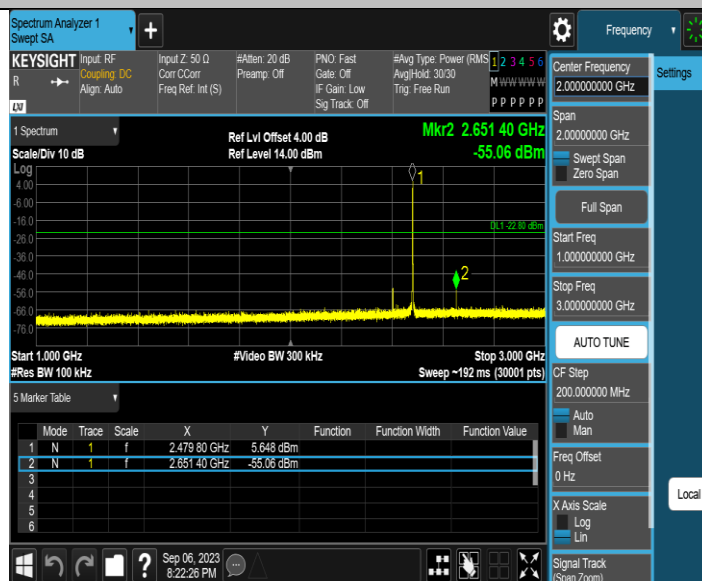 Spectrum Analyzer 1
Swept SA
Frequency
KEYSIGHT
R
LXI
Input: RF
Coupling: DC
Align: Auto
Input Z: 50 Ω
Corr CCorr
Freq Ref: Int (S)
#Atten: 20 dB
Preamp: Off
PNO: Fast
Gate: Off
IF Gain: Low
Sig Track: Off
#Avg Type: Power (RMS
Avg|Hold: 30/30
Trig: Free Run
1 2 3 4 5 6
M W W W W W
P P P P P P
1 Spectrum
Scale/Div 10 dB
Ref Lvl Offset 4.00 dB
Ref Level 14.00 dBm
Mkr2 2.651 40 GHz
-55.06 dBm
Log
4.00
-6.00
-16.0
-26.0
-36.0
-46.0
-56.0
-66.0
-76.0
1
DL1 -22.80 dBm
2
Start 1.000 GHz
#Res BW 100 kHz
#Video BW 300 kHz
Stop 3.000 GHz
Sweep ~192 ms (30001 pts)
5 Marker Table
Mode Trace Scale X Y Function Function Width Function Value
1 N 1 f 2.479 80 GHz 5.648 dBm
2 N 1 f 2.651 40 GHz -55.06 dBm
3
4
5
6
Sep 06, 2023
8:22:26 PM
Center Frequency
2.000000000 GHz
Span
2.00000000 GHz
Swept Span
Zero Span
Full Span
Start Freq
1.000000000 GHz
Stop Freq
3.000000000 GHz
AUTO TUNE
CF Step
200.000000 MHz
Auto
Man
Freq Offset
0 Hz
X Axis Scale
Log
Lin
Signal Track
(Span Zoom)
Settings
Local